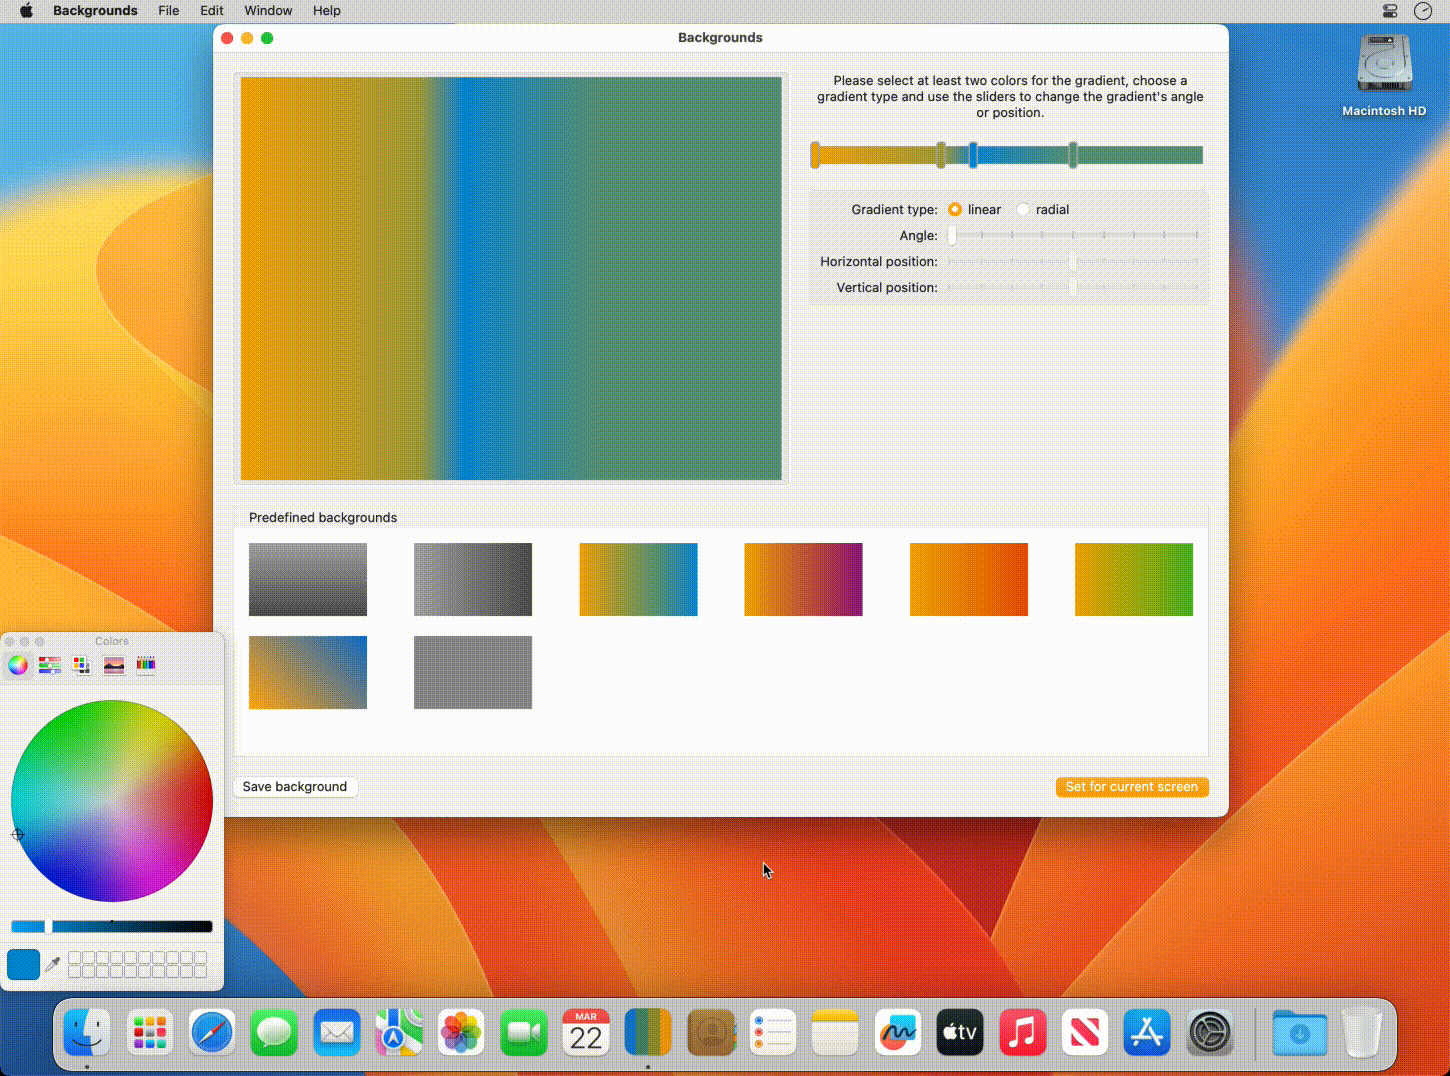 Backgrounds File Edit Window Help
Backgrounds
Macintosh HD
Please select at least two colors for the gradient, choose a
gradient type and use the sliders to change the gradient's angle
or position.
Gradient type: linear radial
Angle:
Horizontal position:
Vertical position:
Predefined backgrounds
Save background
Set for current screen
Colors
MAR
22
tv